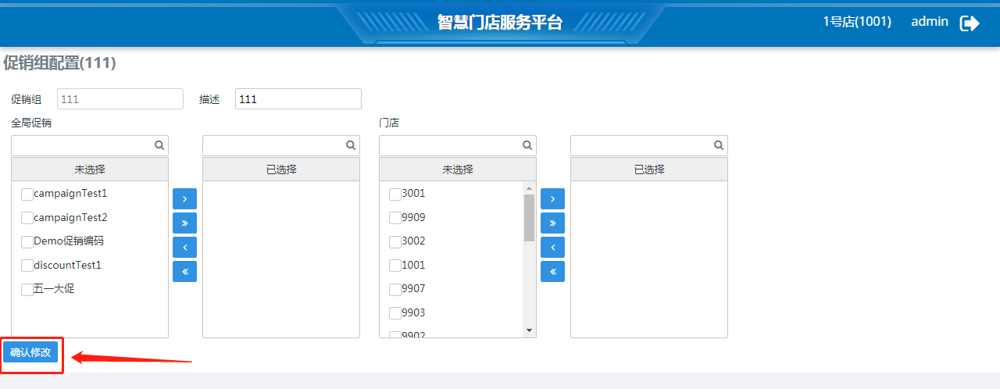 智慧门店服务平台
1号店(1001) admin
促销组配置(111)
促销组 111 描述 111
全局促销 门店
未选择 已选择 未选择 已选择
campaignTest1 3001
campaignTest2 9909
Demo促销编码 3002
discountTest1 1001
五一大促 9907
9903
9902
确认修改